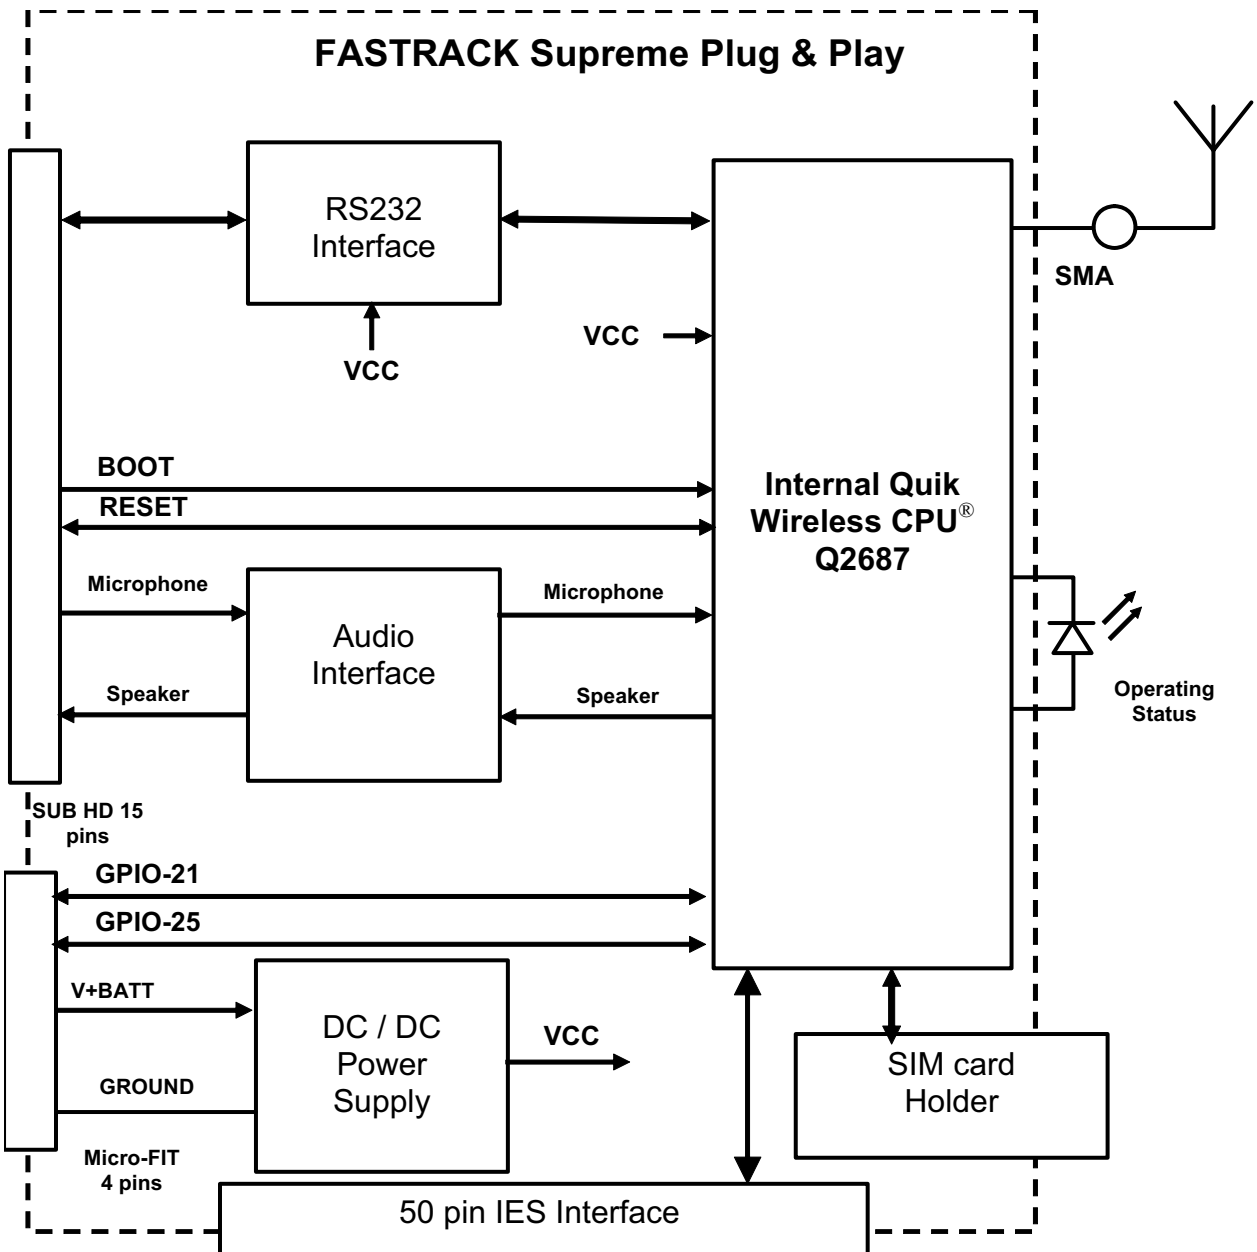 FASTRACK Supreme Plug & Play
RS232
Interface
SMA
VCC
VCC
BOOT
RESET
Internal Quik
Wireless CPU®
Q2687
Microphone
Microphone
Audio
Interface
Speaker
Speaker
Operating
Status
SUB HD 15
pins
GPIO-21
GPIO-25
V+BATT
DC / DC
Power
Supply
VCC
GROUND
SIM card
Holder
Micro-FIT
4 pins
50 pin IES Interface